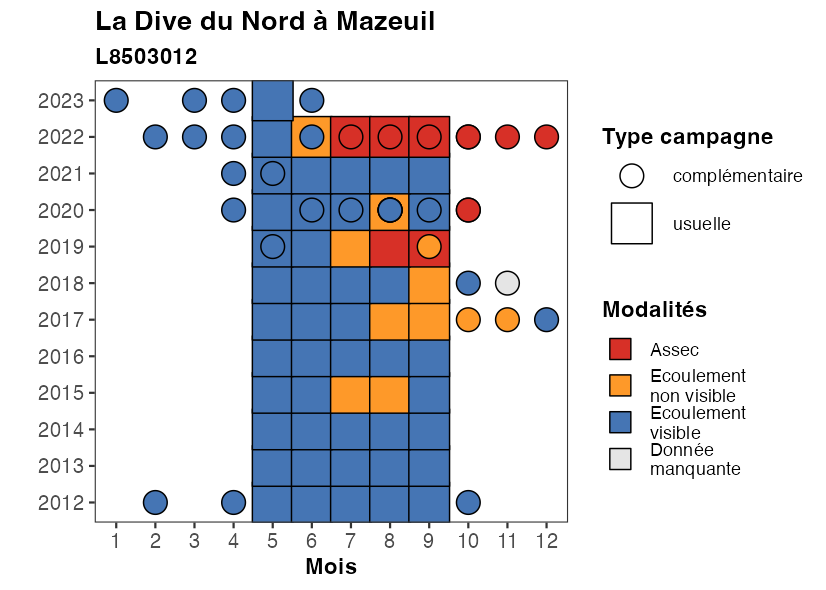 La Dive du Nord à Mazeuil
L8503012
2023
2022
2021
2020
2019
2018
2017
2016
2015
2014
2013
2012
1 2 3 4 5 6 7 8 9 10 11 12
Mois
Type campagne
complémentaire
usuelle
Modalités
Assec
Ecoulement
non visible
Ecoulement
visible
Donnée
manquante